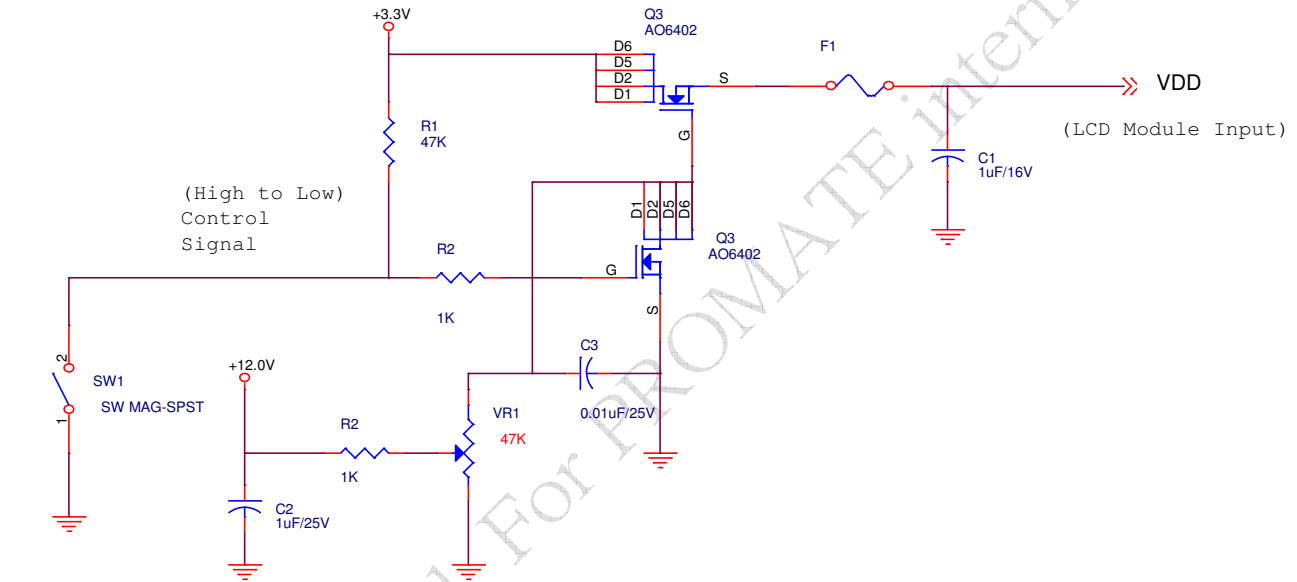 +3.3V
Q3
AO6402
D6
D5
D2
D1
S
G
F1
VDD
(LCD Module Input)
R1
47K
C1
1uF/16V
(High to Low)
Control
Signal
D1
D2
D5
D6
R2
1K
G
Q3
AO6402
S
C3
0.01uF/25V
+12.0V
2
SW1
SW MAG-SPST
1
R2
1K
VR1
47K
C2
1uF/25V
For PROMATE intern